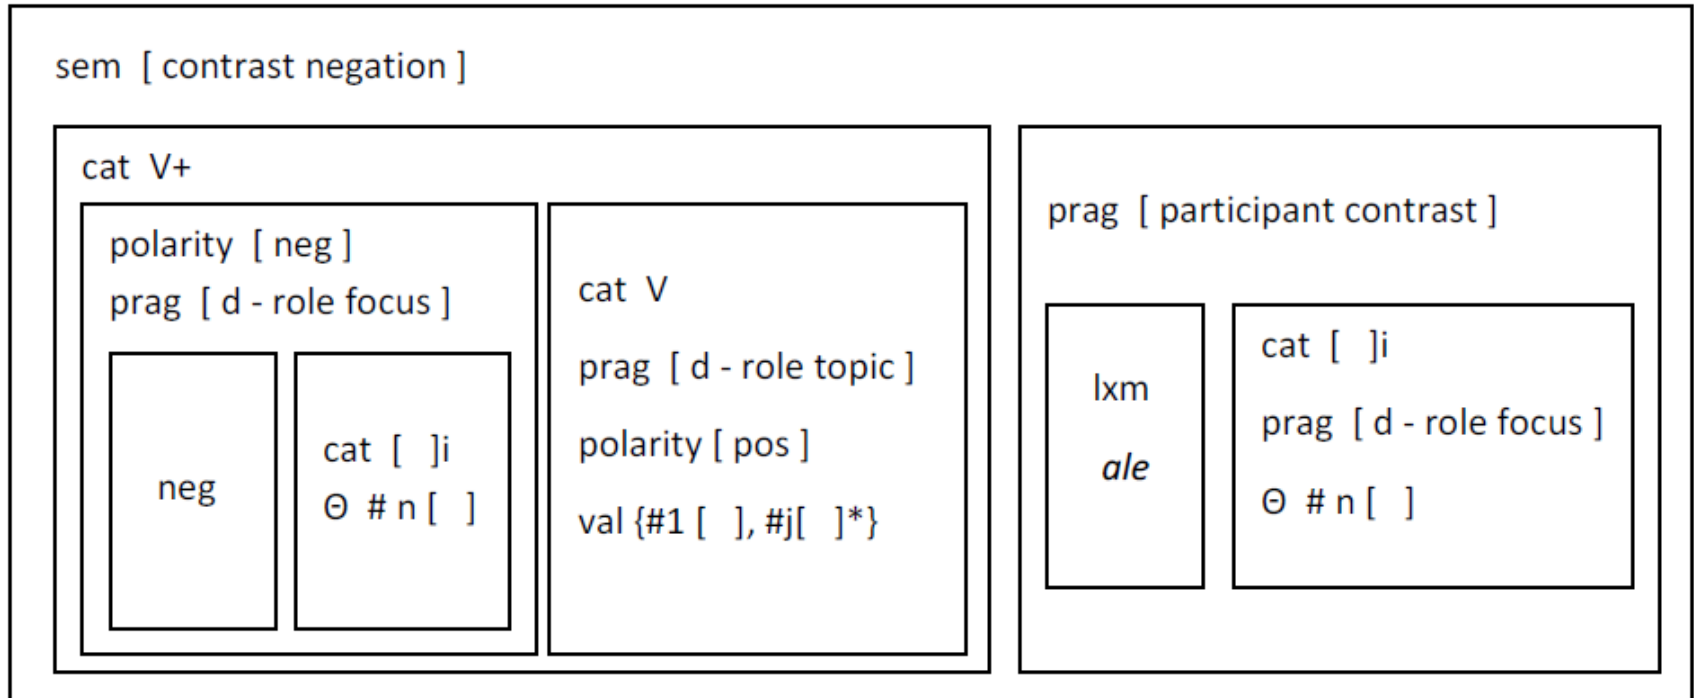 sem [ contrast negation ]
cat V+
polarity [ neg ]
prag [ d - role focus ]
neg
cat [ ]i
Θ # n [ ]
cat V
prag [ d - role topic ]
polarity [ pos ]
val {#1 [ ], #j[ ]*}
prag [ participant contrast ]
lxm
ale
cat [ ]i
prag [ d - role focus ]
Θ # n [ ]